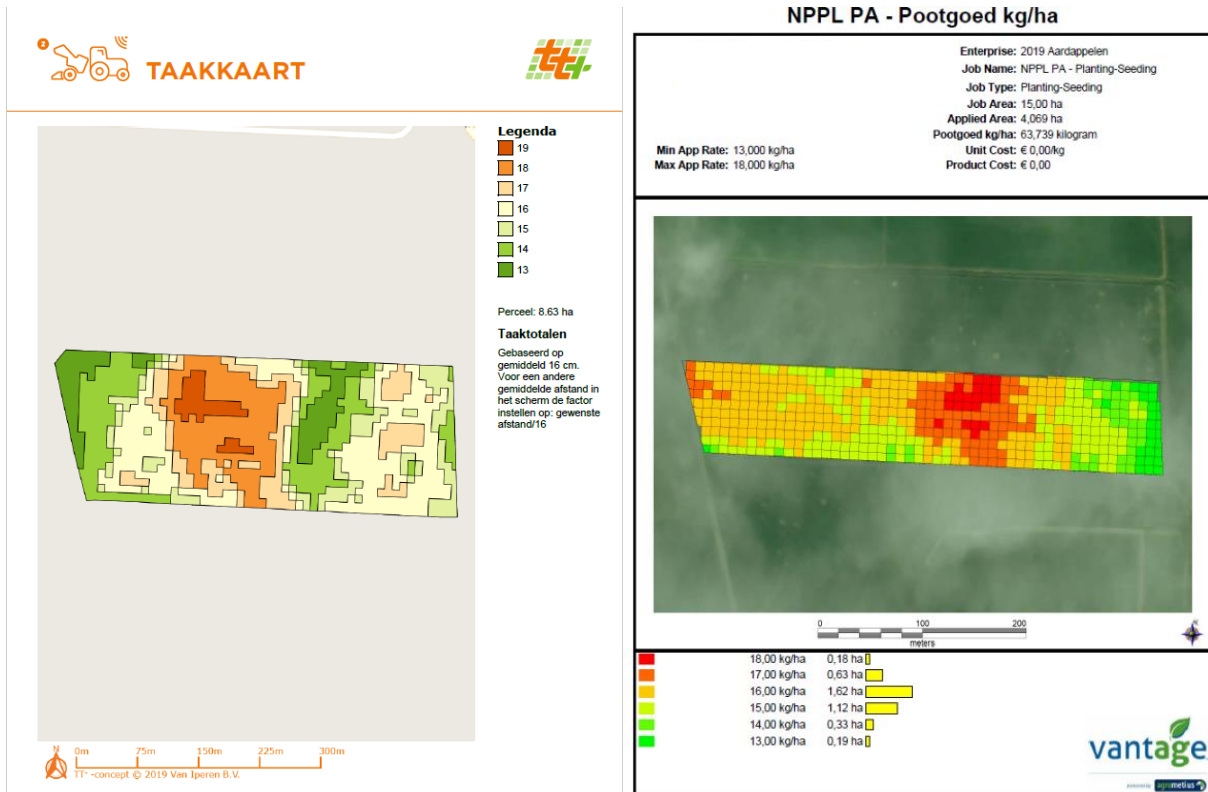 2
TAAKKAART
tt+
Legenda
19
18
17
16
15
14
13
Perceel: 8.63 ha
Taaktotalen
Gebaseerd op
gemiddeld 16 cm.
Voor een andere
gemiddelde afstand in
het scherm de factor
instellen op: gewenste
afstand/16
N
0m 75m 150m 225m 300m
TT+ -concept © 2019 Van Iperen B.V.
NPPL PA - Pootgoed kg/ha
Enterprise: 2019 Aardappelen
Job Name: NPPL PA - Planting-Seeding
Job Type: Planting-Seeding
Job Area: 15,00 ha
Applied Area: 4,069 ha
Pootgoed kg/ha: 63,739 kilogram
Min App Rate: 13,000 kg/ha Unit Cost: € 0,00/kg
Max App Rate: 18,000 kg/ha Product Cost: € 0,00
0 100 200
meters
18,00 kg/ha 0,18 ha
17,00 kg/ha 0,63 ha
16,00 kg/ha 1,62 ha
15,00 kg/ha 1,12 ha
14,00 kg/ha 0,33 ha
13,00 kg/ha 0,19 ha
vantage
agrometius